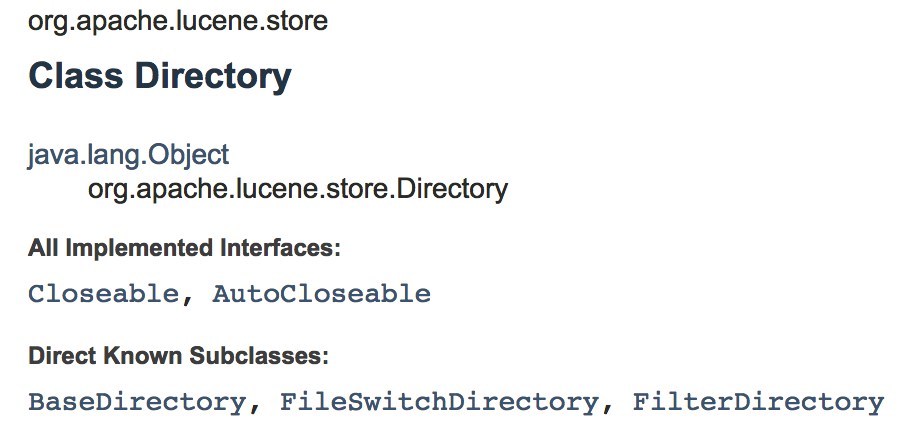 org.apache.lucene.store
Class Directory
java.lang.Object
org.apache.lucene.store.Directory
All Implemented Interfaces:
Closeable, AutoCloseable
Direct Known Subclasses:
BaseDirectory, FileSwitchDirectory, FilterDirectory